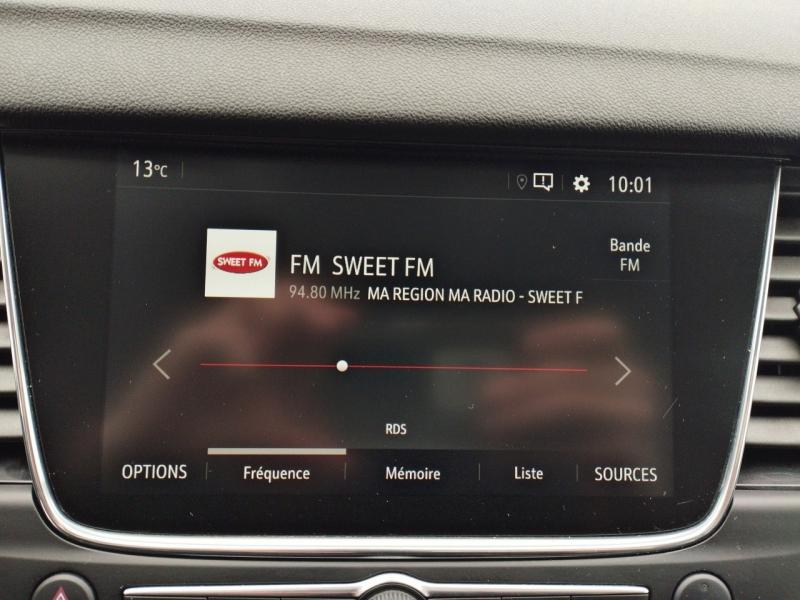 13°C 10:01
SWEET FM
FM SWEET FM
94.80 MHz MA REGION MA RADIO - SWEET F
Bande
FM
RDS
OPTIONS Fréquence Mémoire Liste SOURCES